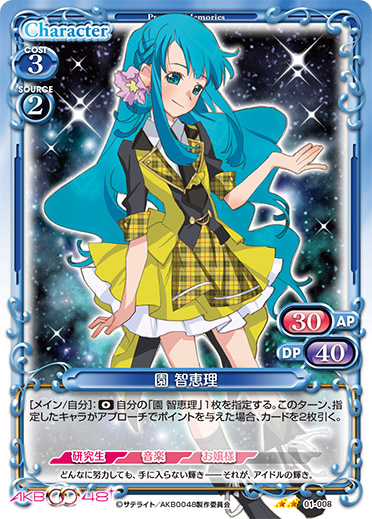 Character
COST
3
SOURCE
2
30 AP
DP 40
園 智恵理
[メイン/自分]:自分の「園 智恵理」1枚を指定する。このターン、指
定したキャラがアプローチでポイントを与えた場合、カードを2枚引く。
研究生 音楽 お嬢様
どんなに努力しても、手に入らない輝き――それが、アイドルの輝き。
AKB0048+
©サテライト/AKB0048製作委員会
01-008